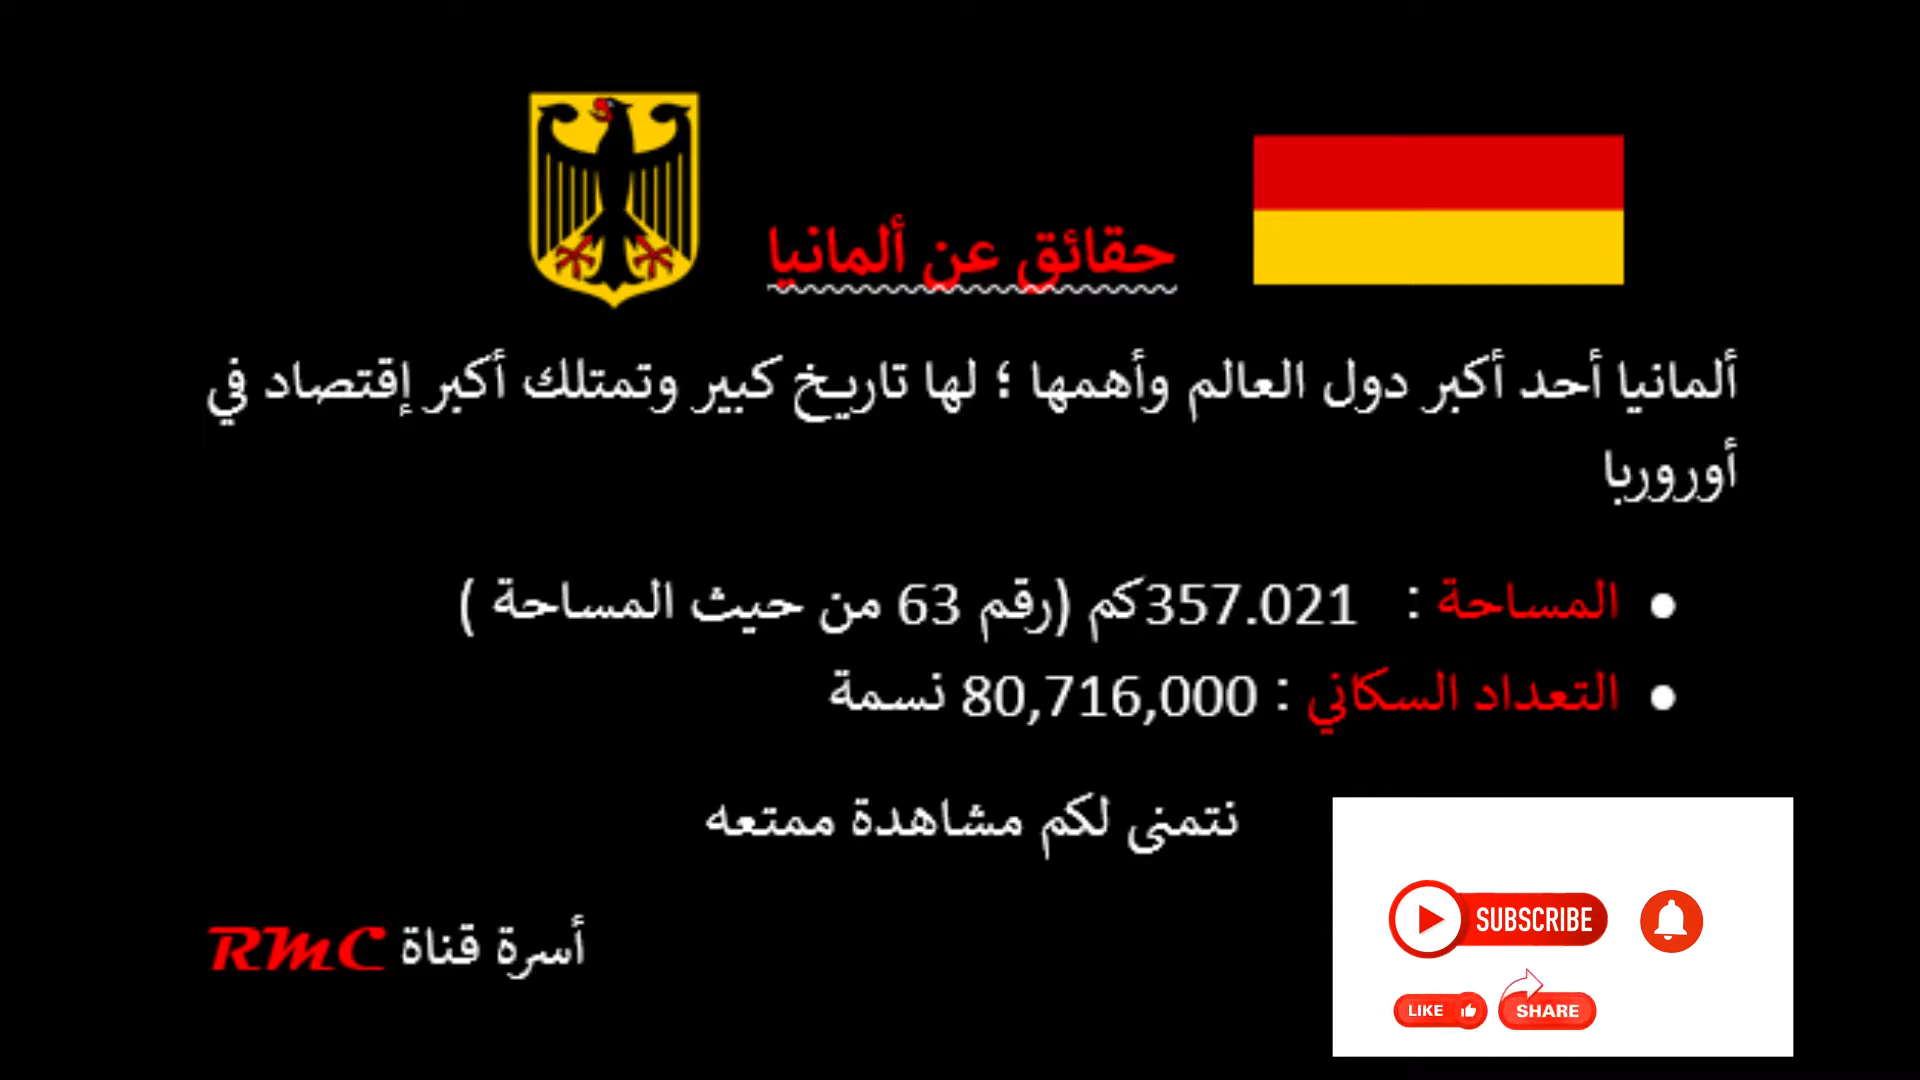 حقائق عن ألمانيا
ألمانيا أحد أكبر دول العالم وأهمها ؛ لها تاريخ كبير وتمتلك أكبر إقتصاد في
أوروربا
المساحة : 357.021كم (رقم 63 من حيث المساحة )
التعداد السكاني : 80,716,000 نسمة
نتمنى لكم مشاهدة ممتعه
أسرة قناة RMC
SUBSCRIBE
LIKE
SHARE